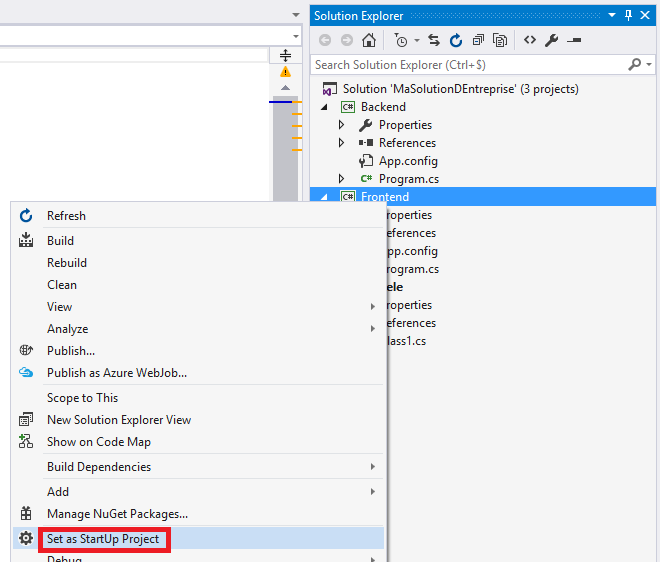 Solution Explorer
Search Solution Explorer (Ctrl+$)
Solution 'MaSolutionDEntreprise' (3 projects)
C# Backend
Properties
References
App.config
C# Program.cs
C# Frontend
roperties
eferences
pp.config
rogram.cs
ele
roperties
eferences
lass1.cs
Refresh
Build
Rebuild
Clean
View
Analyze
Publish...
Publish as Azure WebJob...
Scope to This
New Solution Explorer View
Show on Code Map
Build Dependencies
Add
Manage NuGet Packages...
Set as StartUp Project
Debug